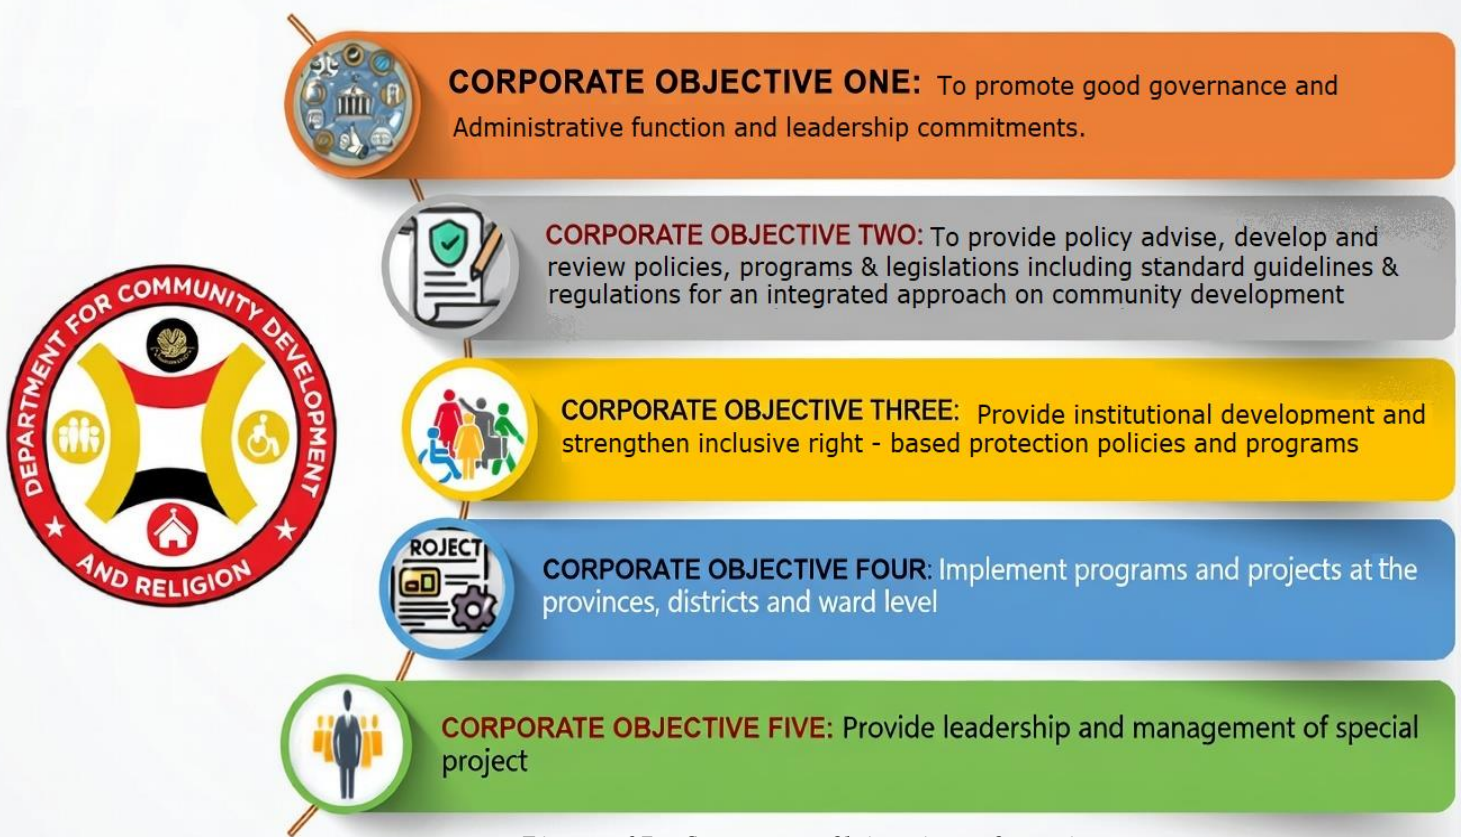 DEPARTMENT FOR COMMUNITY DEVELOPMENT
AND RELIGION
CORPORATE OBJECTIVE ONE: To promote good governance and
Administrative function and leadership commitments.
CORPORATE OBJECTIVE TWO: To provide policy advise, develop and
review policies, programs & legislations including standard guidelines &
regulations for an integrated approach on community development
CORPORATE OBJECTIVE THREE: Provide institutional development and
strengthen inclusive right - based protection policies and programs
ROJECT
CORPORATE OBJECTIVE FOUR: Implement programs and projects at the
provinces, districts and ward level
CORPORATE OBJECTIVE FIVE: Provide leadership and management of special
project